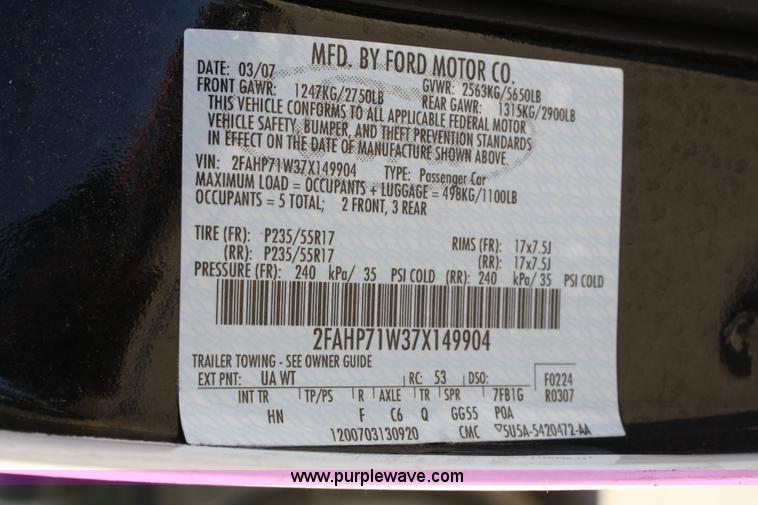 MFD. BY FORD MOTOR CO.
DATE: 03/07 GVWR: 2563KG/5650LB
FRONT GAWR: 1247KG/2750LB REAR GAWR: 1315KG/2900LB
THIS VEHICLE CONFORMS TO ALL APPLICABLE FEDERAL MOTOR
VEHICLE SAFETY, BUMPER, AND THEFT PREVENTION STANDARDS
IN EFFECT ON THE DATE OF MANUFACTURE SHOWN ABOVE.
VIN: 2FAHP71W37X149904 TYPE: Passenger Car
MAXIMUM LOAD = OCCUPANTS + LUGGAGE = 498KG/1100LB
OCCUPANTS = 5 TOTAL; 2 FRONT, 3 REAR
TIRE (FR): P235/55R17 RIMS (FR): 17x7.5J
(RR): P235/55R17 (RR): 17x7.5J
PRESSURE (FR): 240 kPa/ 35 PSI COLD (RR): 240 kPa/ 35 PSI COLD
2FAHP71W37X149904
TRAILER TOWING - SEE OWNER GUIDE
EXT PNT: UA WT RC: 53 DSO: F0224
INT TR TP/PS R AXLE TR SPR 7FB1G R0307
HN F C6 Q GG55 POA
1200703130920 CMC 5U5A-5420472-AA
www.purplewave.com